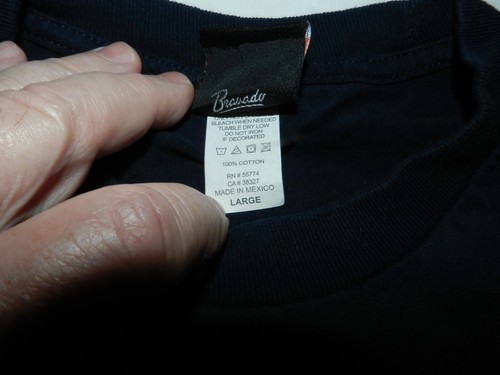 Bravado
BLEACH WHEN NEEDED
TUMBLE DRY LOW
DO NOT IRON
IF DECORATED
100% COTTON
RN # 55774
CA # 38327
MADE IN MEXICO
LARGE